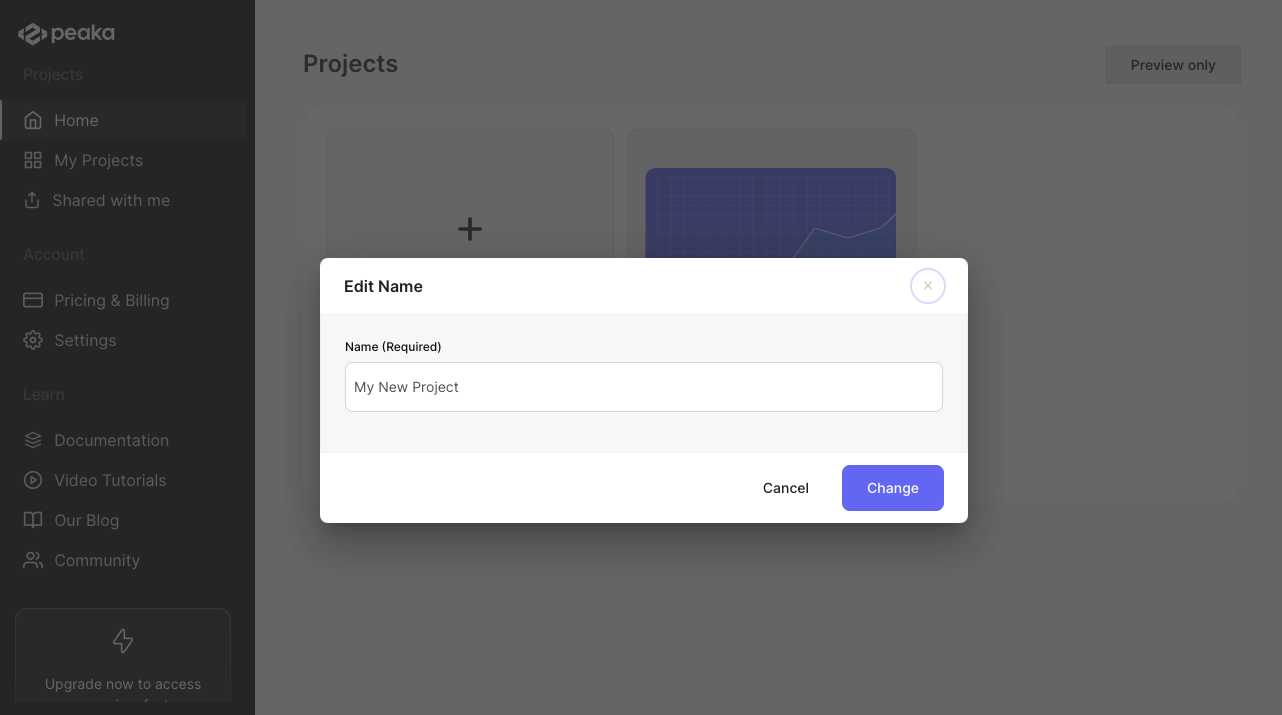 peaka
Projects
Home
My Projects
Shared with me
Account
Pricing & Billing
Settings
Learn
Documentation
Video Tutorials
Our Blog
Community
Upgrade now to access
Projects
Preview only
Edit Name
Name (Required)
My New Project
Cancel
Change